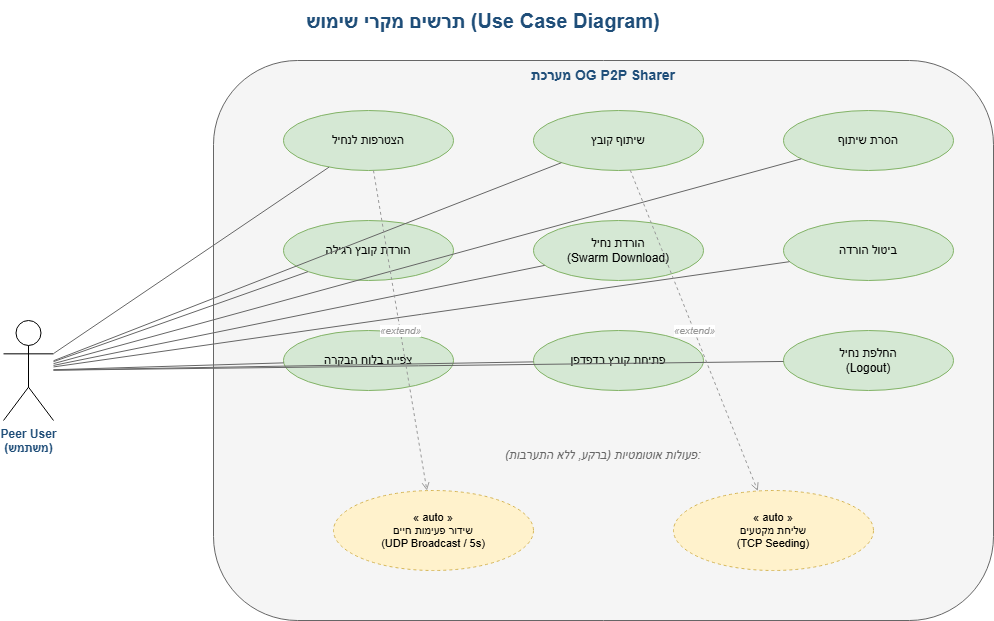 תרשים מקרי שימוש (Use Case Diagram)
מערכת OG P2P Sharer
הצטרפות לנחיל
שיתוף קובץ
הסרת שיתוף
הורדת קובץ רגילה
הורדת נחיל
(Swarm Download)
ביטול הורדה
«extend»
«extend»
צפייה בלוח הבקרה
פתיחת קובץ בדפדפן
החלפת נחיל
(Logout)
Peer User
(משתמש)
פעולות אוטומטיות (ברקע, ללא התערבות):
« auto »
שידור פעימות חיים
(UDP Broadcast / 5s)
« auto »
שליחת מקטעים
(TCP Seeding)